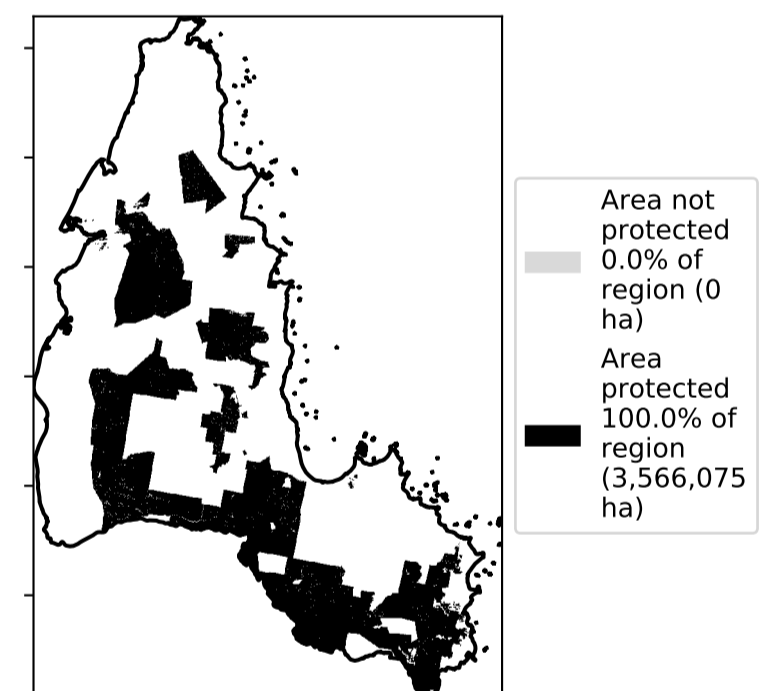 Area not
protected
0.0% of
region (0
ha)
Area
protected
100.0% of
region
(3,566,075
ha)